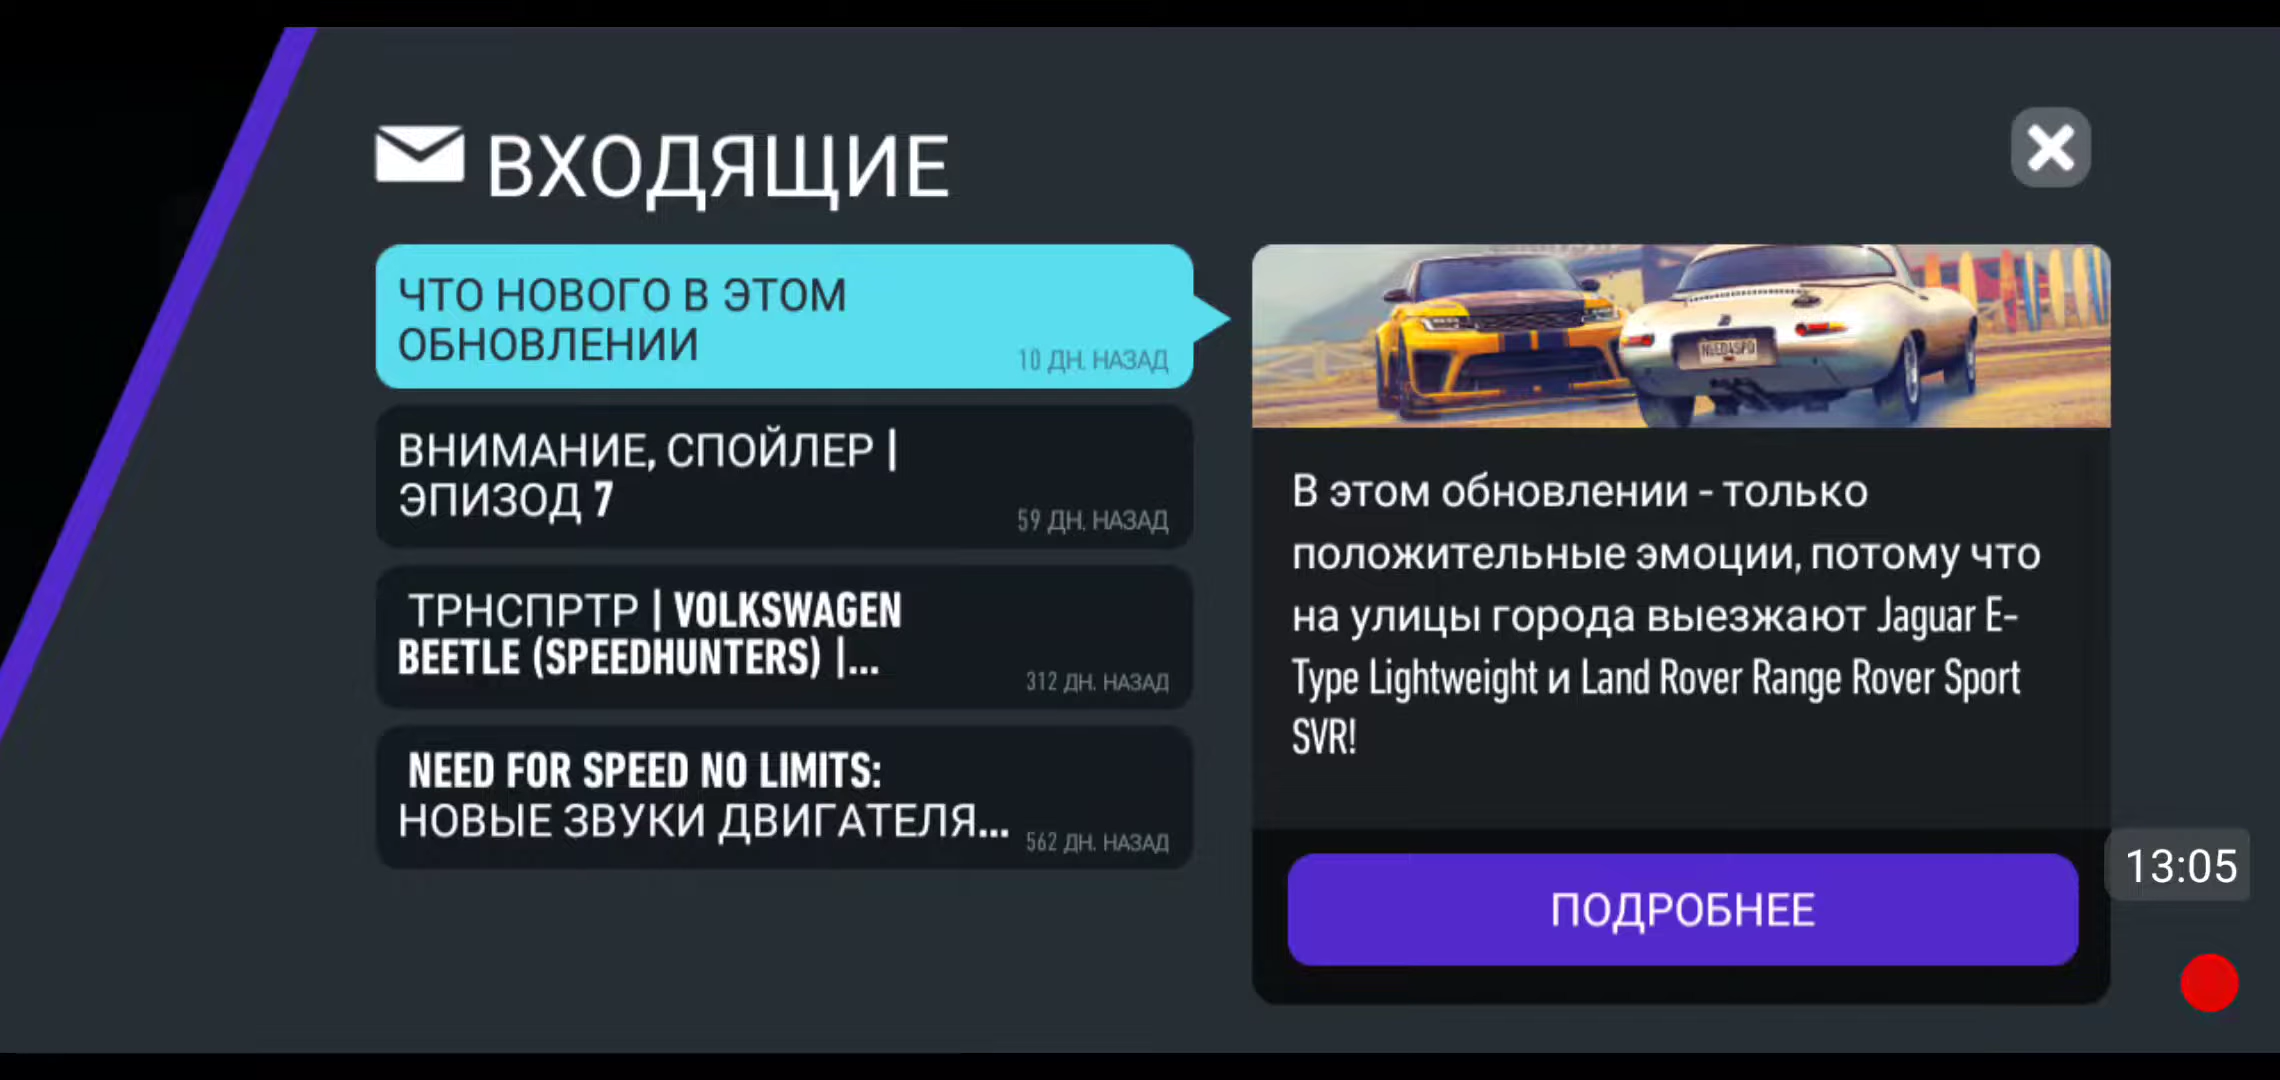 ВХОДЯЩИЕ
ЧТО НОВОГО В ЭТОМ
ОБНОВЛЕНИИ
10 ДН. НАЗАД
ВНИМАНИЕ, СПОЙЛЕР |
ЭПИЗОД 7
59 ДН. НАЗАД
ТРНСПРТР | VOLKSWAGEN
BEETLE (SPEEDHUNTERS) |...
312 ДН. НАЗАД
NEED FOR SPEED NO LIMITS:
НОВЫЕ ЗВУКИ ДВИГАТЕЛЯ...
562 ДН. НАЗАД
NEED4SPD
В этом обновлении - только
положительные эмоции, потому что
на улицы города выезжают Jaguar E-
Type Lightweight и Land Rover Range Rover Sport
SVR!
ПОДРОБНЕЕ
13:05